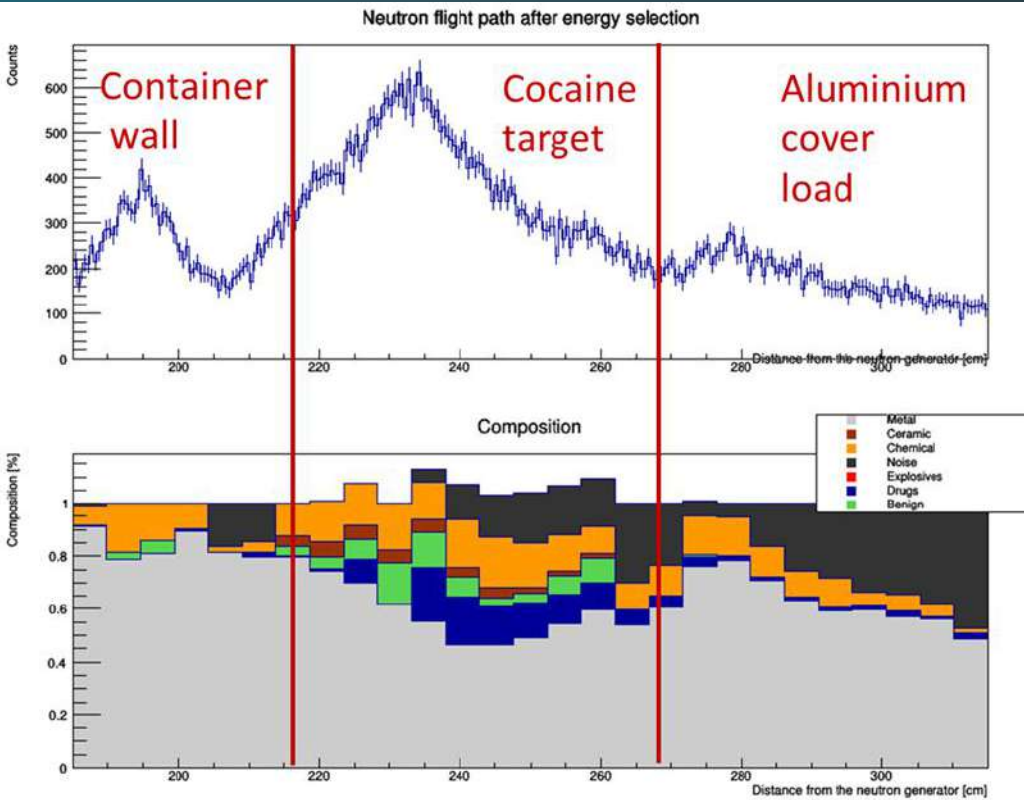 Neutron flight path after energy selection
Counts
600
500
400
300
200
100
0
Container
wall
Cocaine
target
Aluminium
cover
load
200
220
240
260
280
300
Distance from the neutron generator [cm]
Composition
Composition [%]
1
0.8
0.6
0.4
0.2
0
Metal
Ceramic
Chemical
Noise
Explosives
Drugs
Benign
200
220
240
260
280
300
Distance from the neutron generator [cm]